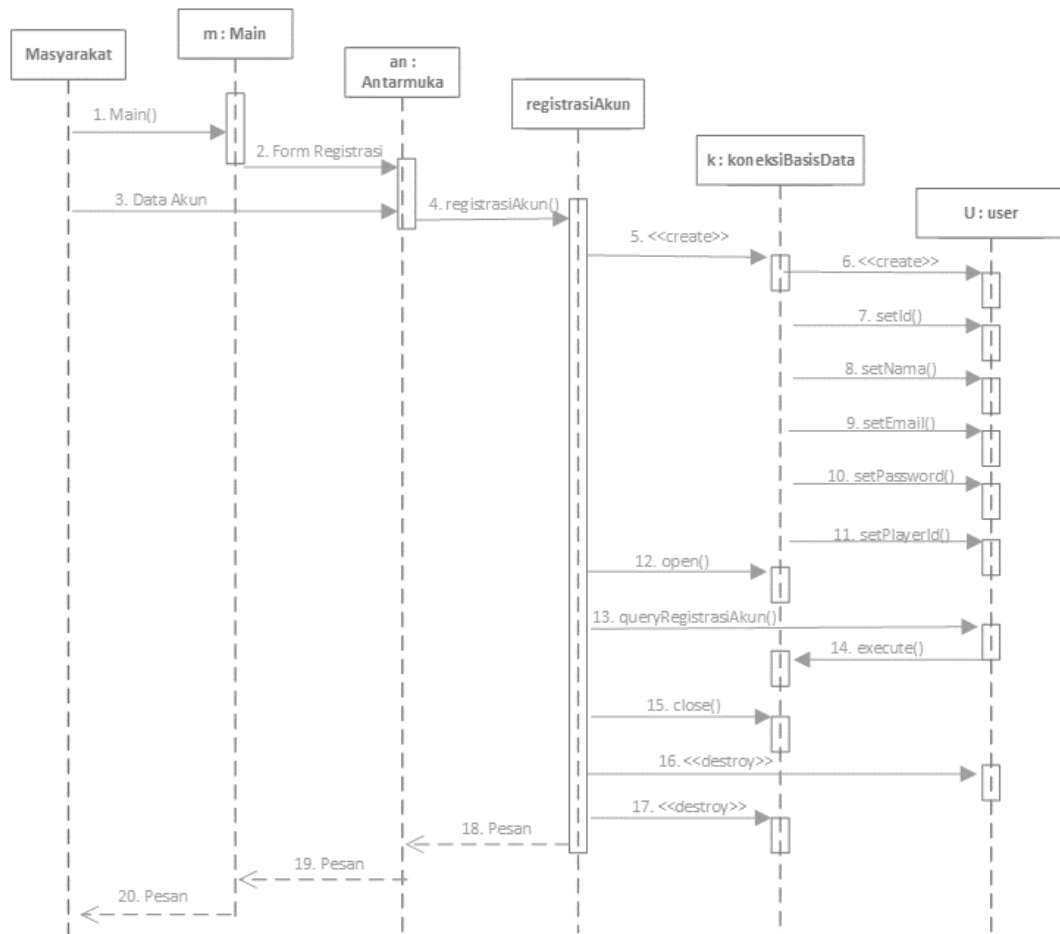 Masyarakat
m : Main
an :
Antarmuka
registrasiAkun
k : koneksiBasisData
U : user
1. Main()
2. Form Registrasi
3. Data Akun
4. registrasiAkun()
5. <<create>>
6. <<create>>
7. setId()
8. setNama()
9. setEmail()
10. setPassword()
11. setPlayerId()
12. open()
13. queryRegistrasiAkun()
14. execute()
15. close()
16. <<destroy>>
17. <<destroy>>
18. Pesan
19. Pesan
20. Pesan